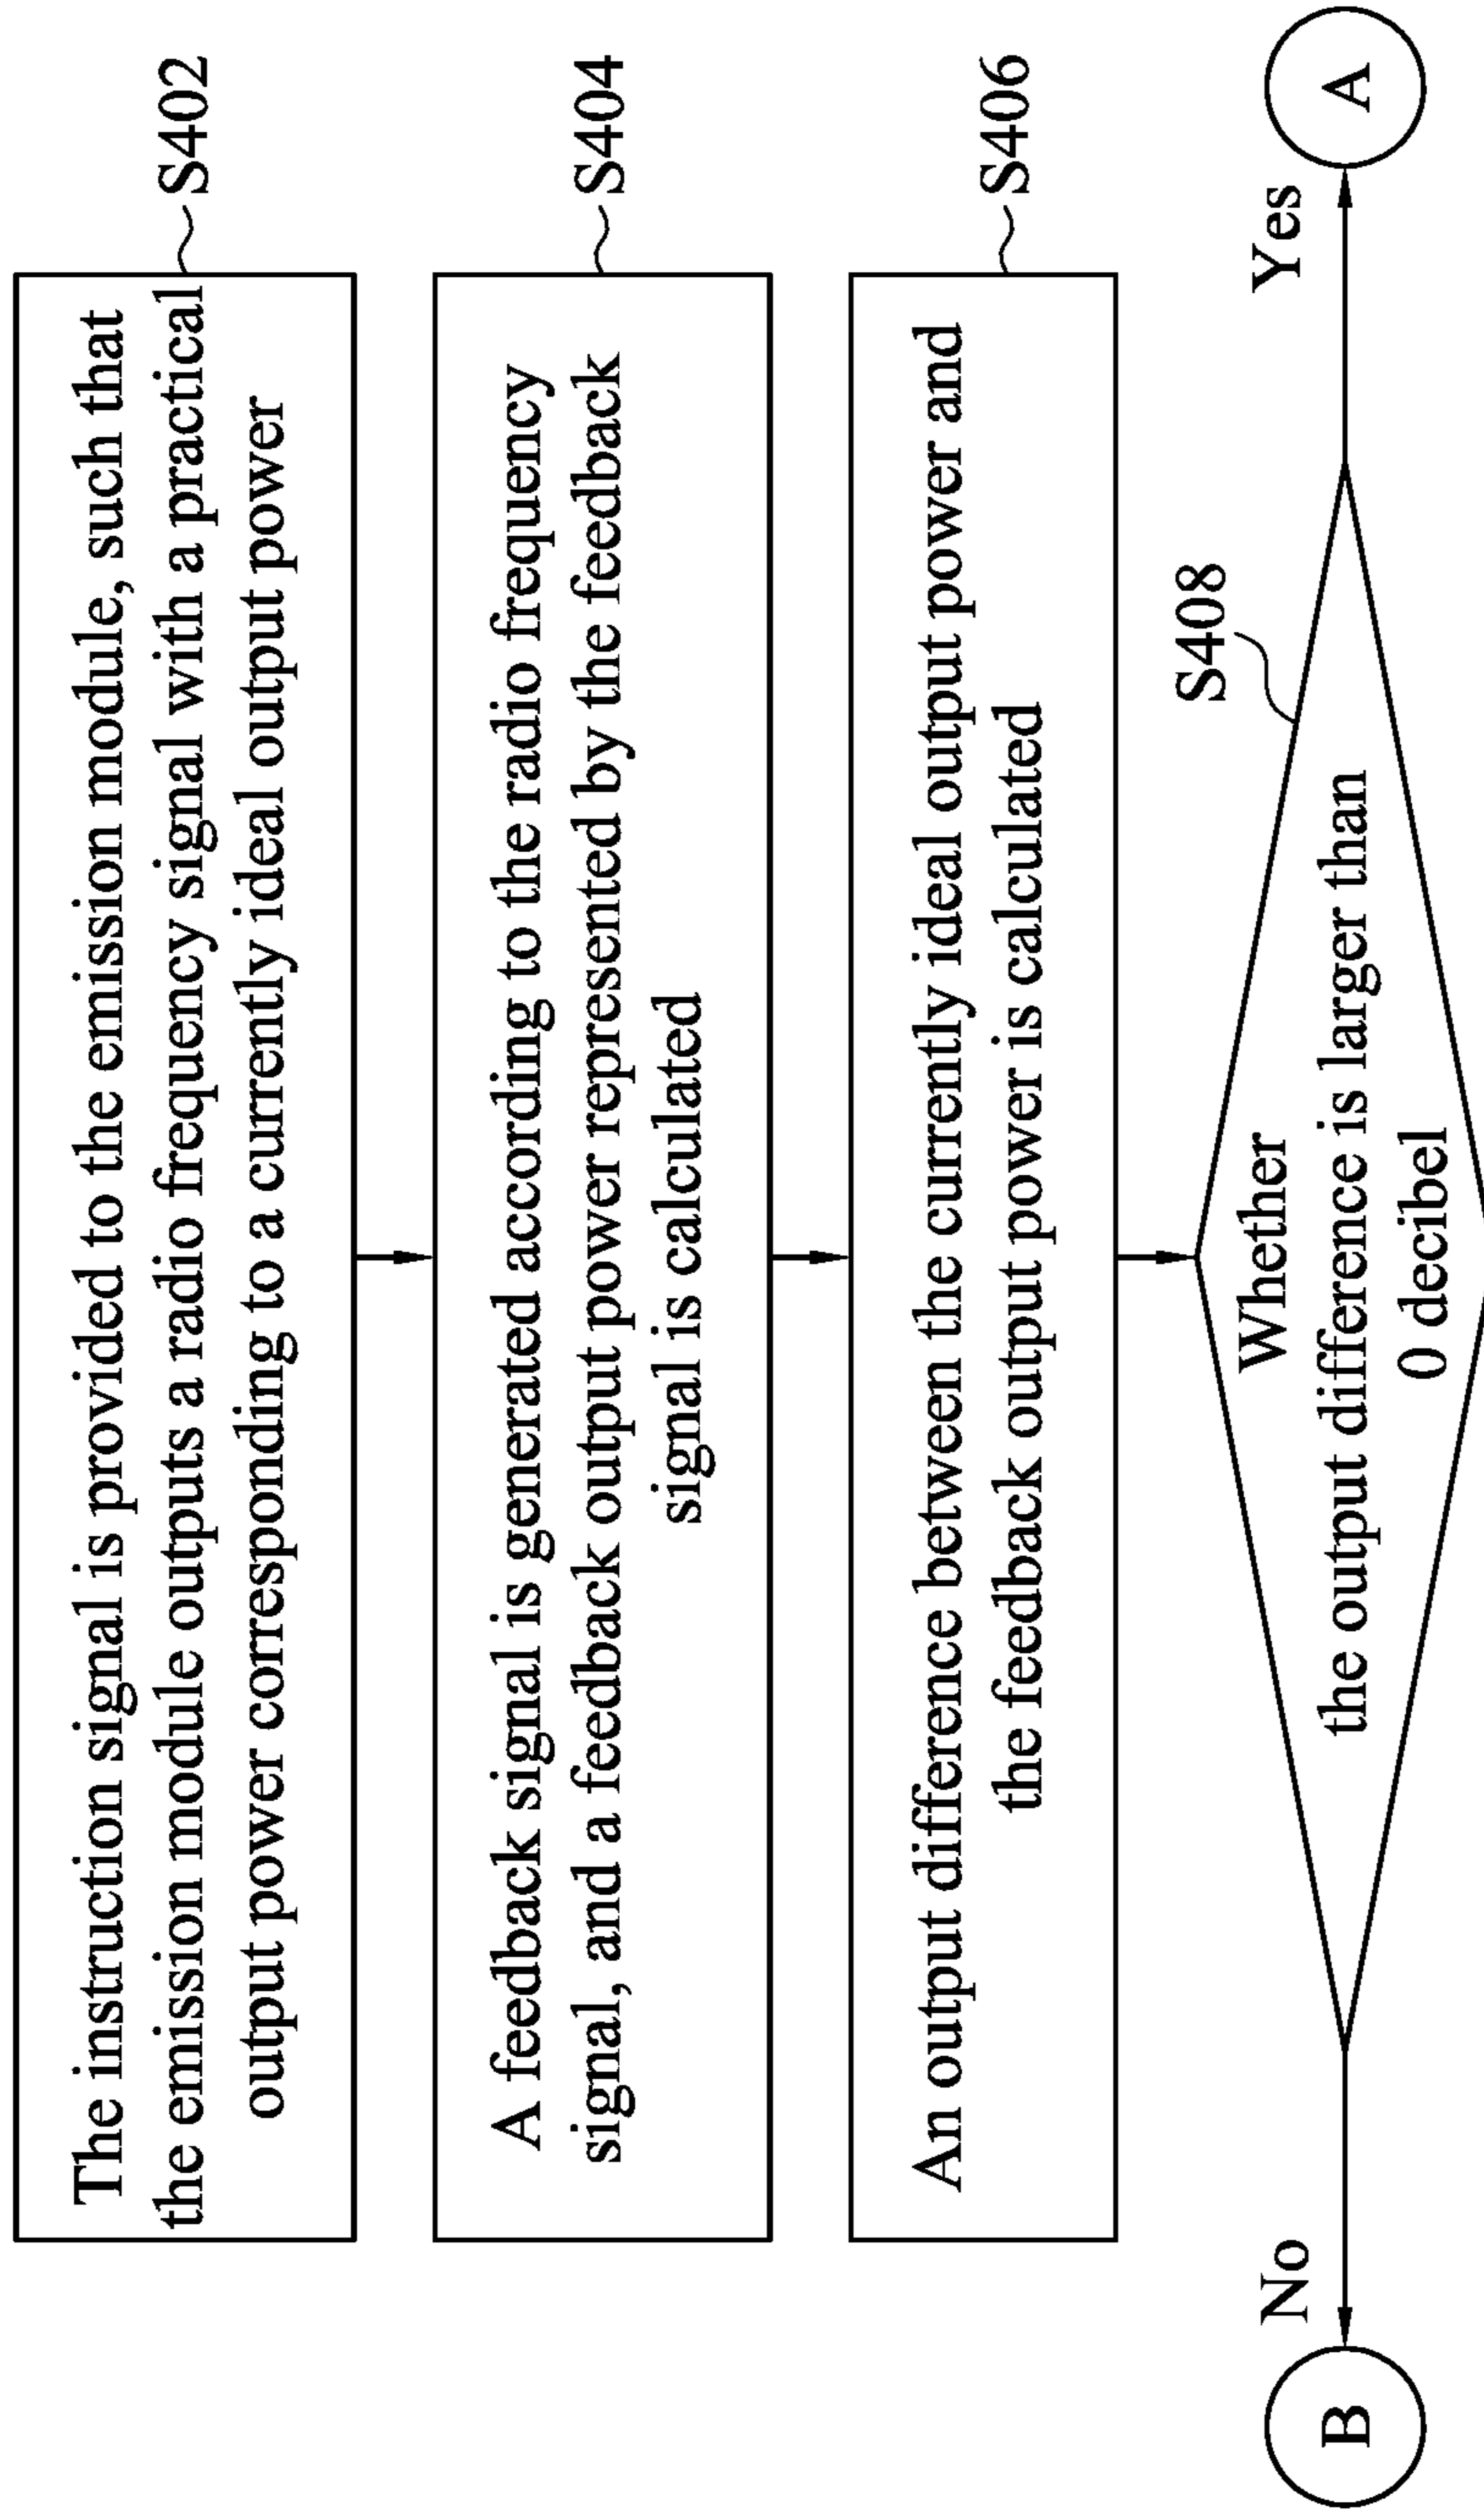 The instruction signal is provided to the emission module, such that
the emission module outputs a radio frequency signal with a practical
output power corresponding to a currently ideal output power
S402
A feedback signal is generated according to the radio frequency
signal, and a feedback output power represented by the feedback
signal is calculated
S404
An output difference between the currently ideal output power and
the feedback output power is calculated
S406
S408
Whether
the output difference is larger than
0 decibel
No
Yes
B
A